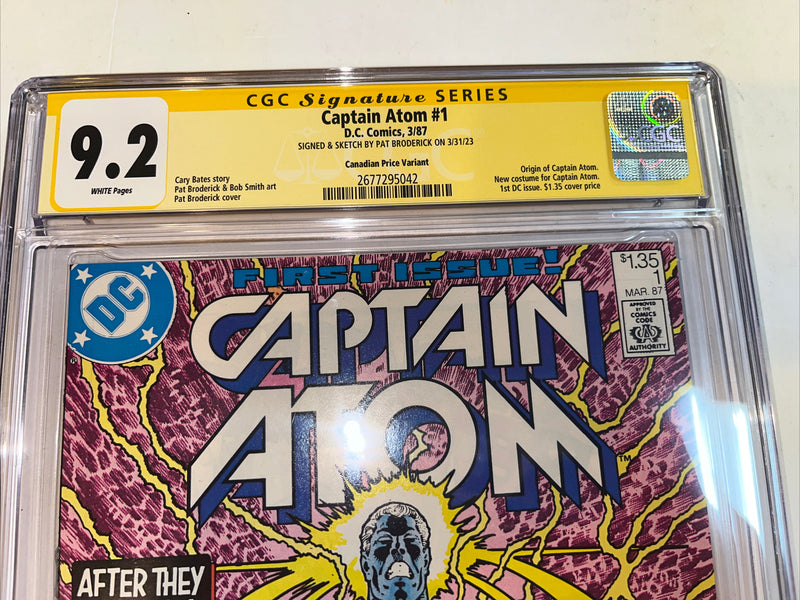 CGC Signature SERIES
Captain Atom #1
D.C. Comics, 3/87
SIGNED & SKETCH BY PAT BRODERICK ON 3/31/23
Canadian Price Variant
2677295042
9.2
WHITE Pages
Cary Bates story
Pat Broderick & Bob Smith art
Pat Broderick cover
Origin of Captain Atom.
New costume for Captain Atom.
1st DC issue. $1.35 cover price
CGC
DC
FIRST ISSUE!
CAPTAIN
ATOM
TM
$1.35
1
MAR. 87
APPROVED
BY THE
COMICS
CODE
CA
AUTHORITY
AFTER THEY